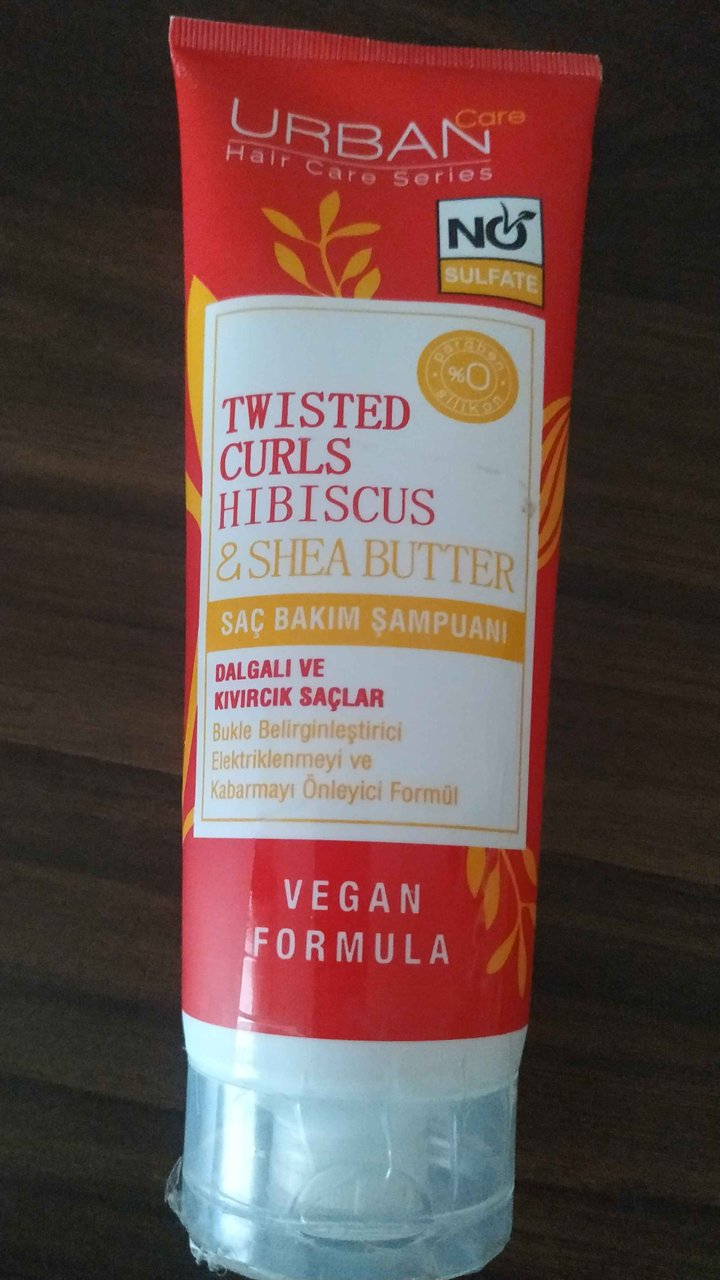 URBAN Care
Hair Care Series
NO
SULFATE
paraben
%0
silikon
TWISTED
CURLS
HIBISCUS
& SHEA BUTTER
SAÇ BAKIM ŞAMPUANI
DALGALI VE
KIVIRCIK SAÇLAR
Bukle Belirginleştirici
Elektriklenmeyi ve
Kabarmayı Önleyici Formül
VEGAN
FORMULA